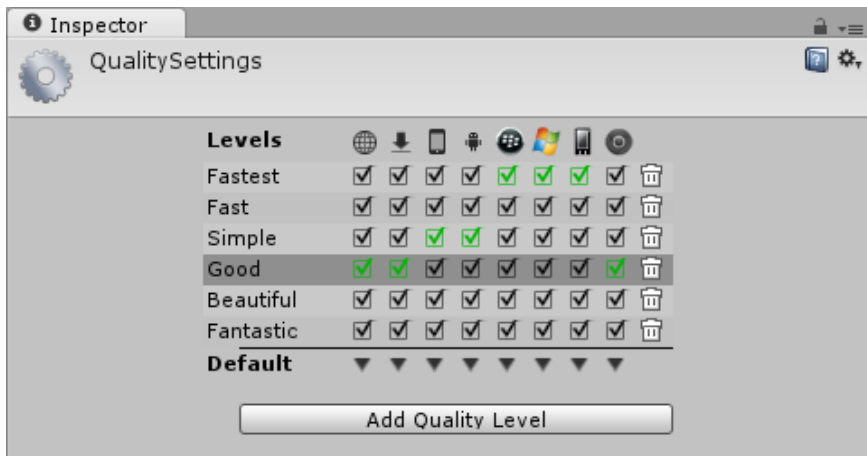 Inspector
QualitySettings
Levels
Fastest
Fast
Simple
Good
Beautiful
Fantastic
Default
Add Quality Level